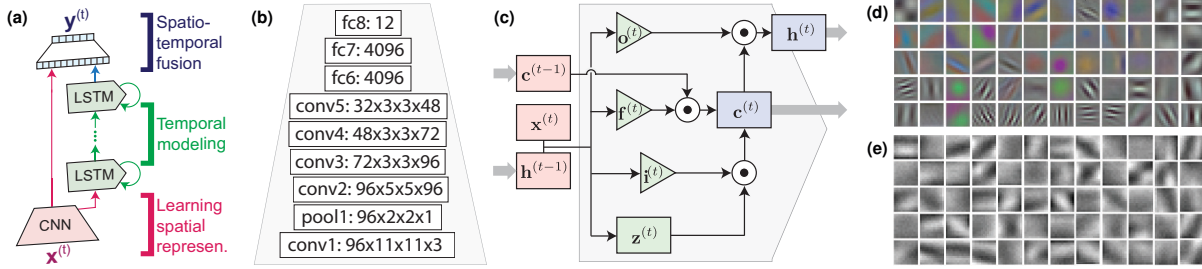 (a)
y(t)
Spatio-
temporal
fusion
LSTM
Temporal
modeling
LSTM
Learning
spatial
represen.
CNN
x(t)
(b)
fc8: 12
fc7: 4096
fc6: 4096
conv5: 32x3x3x48
conv4: 48x3x3x72
conv3: 72x3x3x96
conv2: 96x5x5x96
pool1: 96x2x2x1
conv1: 96x11x11x3
(c)
o(t)
h(t)
c(t−1)
f(t)
c(t)
x(t)
h(t−1)
i(t)
z(t)
(d)
(e)